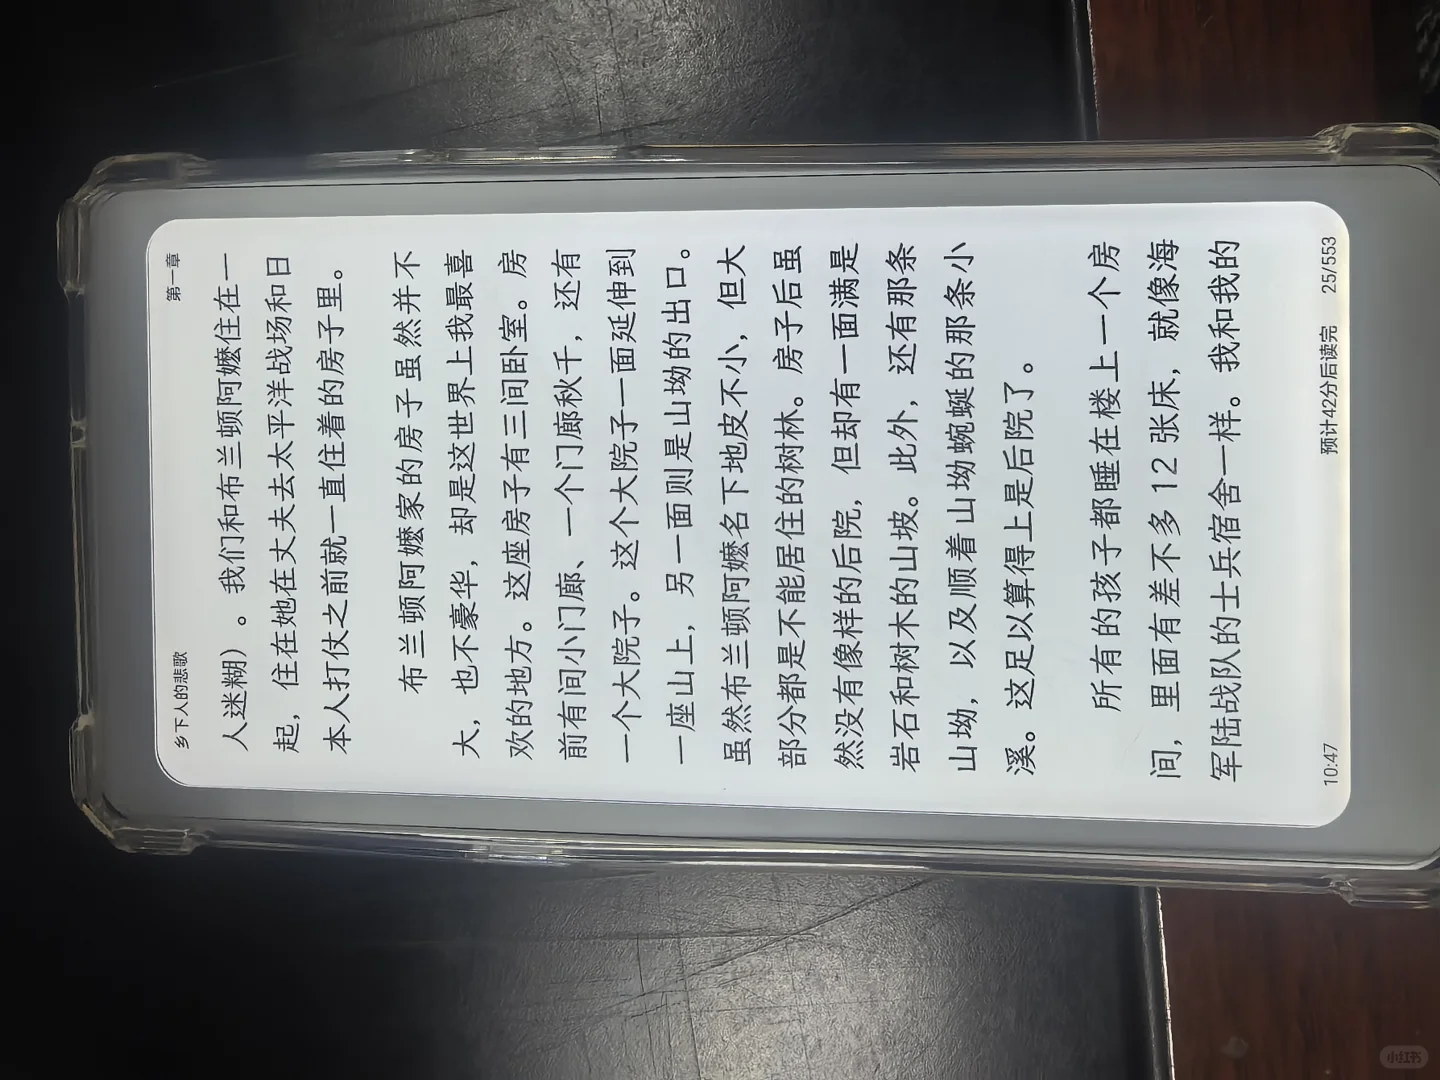 乡下人的悲歌 第一章
人迷糊）。我们和布兰顿阿嬷住在一
起，住在她在丈夫去太平洋战场和日
本人打仗之前就一直住着的房子里。
布兰顿阿嬷家的房子虽然并不
大，也不豪华，却是这世界上我最喜
欢的地方。这座房子有三间卧室。房
前有间小门廊、一个门廊秋千，还有
一个大院子。这个大院子一面延伸到
一座山上，另一面则是山坳的出口。
虽然布兰顿阿嬷名下地皮不小，但大
部分都是不能居住的树林。房子后虽
然没有像样的后院，但却有一面满是
岩石和树木的山坡。此外，还有那条
山坳，以及顺着山坳蜿蜒的那条小
溪。这足以算得上是后院了。
所有的孩子都睡在楼上一个房
间，里面有差不多12张床，就像海
军陆战队的士兵宿舍一样。我和我的
10:47 预计42分后读完 25/553
小红书